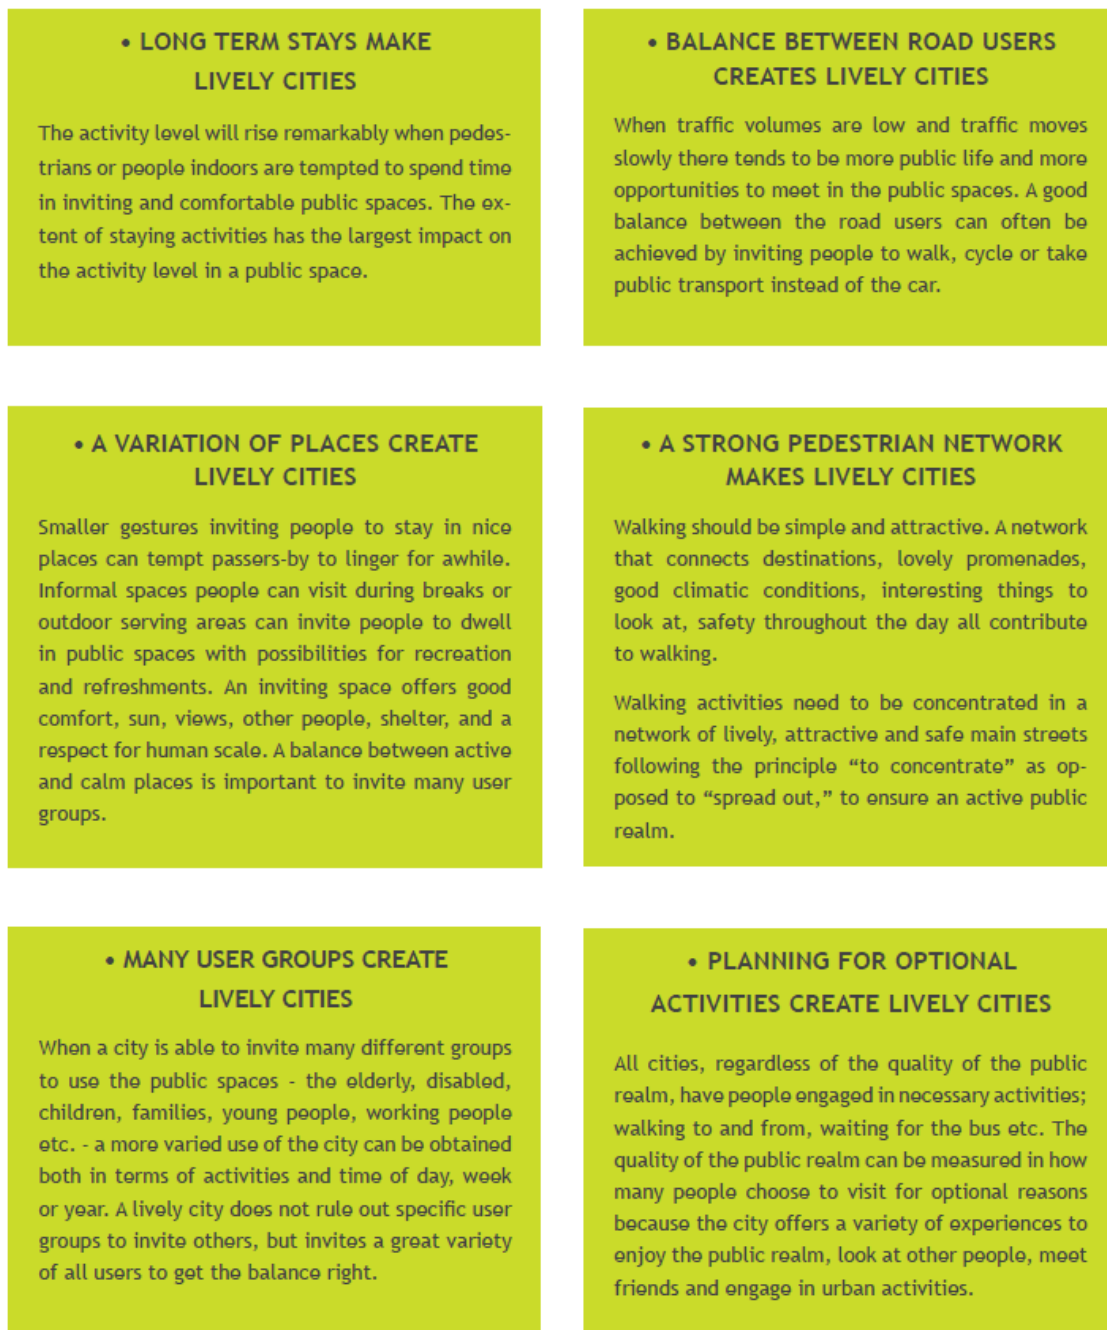 • LONG TERM STAYS MAKE
LIVELY CITIES
The activity level will rise remarkably when pedes-
trians or people indoors are tempted to spend time
in inviting and comfortable public spaces. The ex-
tent of staying activities has the largest impact on
the activity level in a public space.
• BALANCE BETWEEN ROAD USERS
CREATES LIVELY CITIES
When traffic volumes are low and traffic moves
slowly there tends to be more public life and more
opportunities to meet in the public spaces. A good
balance between the road users can often be
achieved by inviting people to walk, cycle or take
public transport instead of the car.
• A VARIATION OF PLACES CREATE
LIVELY CITIES
Smaller gestures inviting people to stay in nice
places can tempt passers-by to linger for awhile.
Informal spaces people can visit during breaks or
outdoor serving areas can invite people to dwell
in public spaces with possibilities for recreation
and refreshments. An inviting space offers good
comfort, sun, views, other people, shelter, and a
respect for human scale. A balance between active
and calm places is important to invite many user
groups.
• A STRONG PEDESTRIAN NETWORK
MAKES LIVELY CITIES
Walking should be simple and attractive. A network
that connects destinations, lovely promenades,
good climatic conditions, interesting things to
look at, safety throughout the day all contribute
to walking.
Walking activities need to be concentrated in a
network of lively, attractive and safe main streets
following the principle “to concentrate” as op-
posed to “spread out,” to ensure an active public
realm.
• MANY USER GROUPS CREATE
LIVELY CITIES
When a city is able to invite many different groups
to use the public spaces - the elderly, disabled,
children, families, young people, working people
etc. - a more varied use of the city can be obtained
both in terms of activities and time of day, week
or year. A lively city does not rule out specific user
groups to invite others, but invites a great variety
of all users to get the balance right.
• PLANNING FOR OPTIONAL
ACTIVITIES CREATE LIVELY CITIES
All cities, regardless of the quality of the public
realm, have people engaged in necessary activities;
walking to and from, waiting for the bus etc. The
quality of the public realm can be measured in how
many people choose to visit for optional reasons
because the city offers a variety of experiences to
enjoy the public realm, look at other people, meet
friends and engage in urban activities.